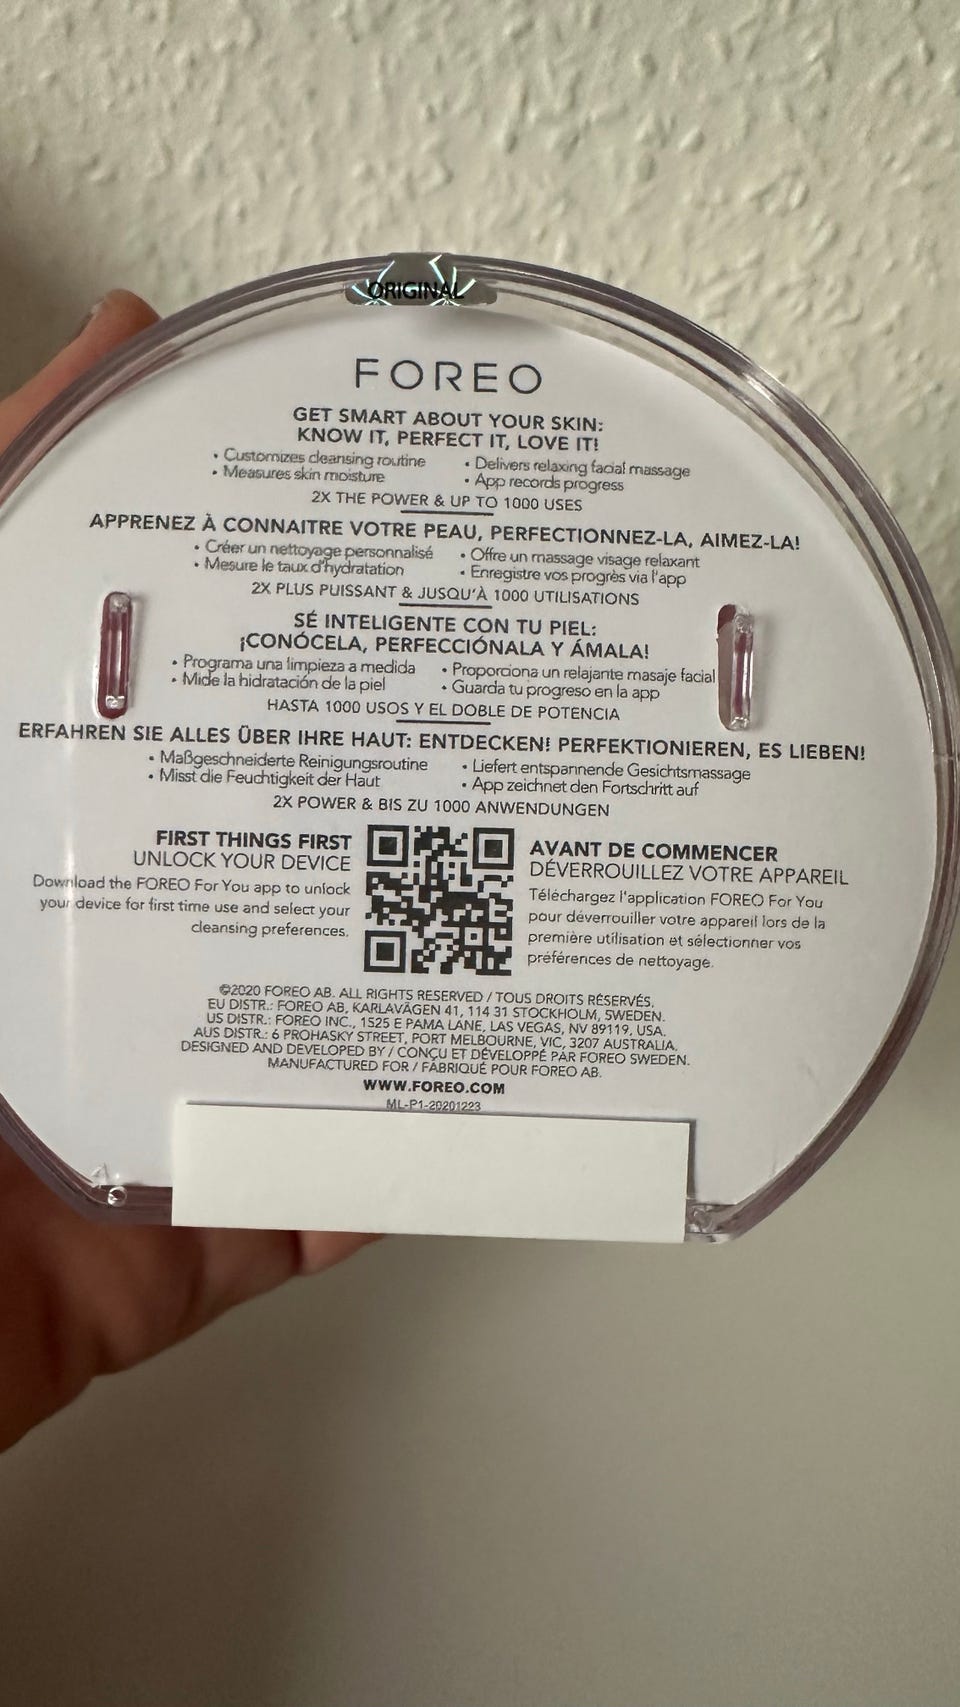 ORIGINAL
FOREO
GET SMART ABOUT YOUR SKIN:
KNOW IT, PERFECT IT, LOVE IT!
• Customizes cleansing routine
• Measures skin moisture
• Delivers relaxing facial massage
• App records progress
2X THE POWER & UP TO 1000 USES
APPRENEZ À CONNAITRE VOTRE PEAU, PERFECTIONNEZ-LA, AIMEZ-LA!
• Créer un nettoyage personnalisé
• Mesure le taux d'hydratation
• Offre un massage visage relaxant
• Enregistre vos progrès via l'app
2X PLUS PUISSANT & JUSQU'À 1000 UTILISATIONS
SÉ INTELIGENTE CON TU PIEL:
¡CONÓCELA, PERFECCIÓNALA Y ÁMALA!
• Programa una limpieza a medida
• Mide la hidratación de la piel
• Proporciona un relajante masaje facial
• Guarda tu progreso en la app
HASTA 1000 USOS Y EL DOBLE DE POTENCIA
ERFAHREN SIE ALLES ÜBER IHRE HAUT: ENTDECKEN! PERFEKTIONIEREN, ES LIEBEN!
• Maßgeschneiderte Reinigungsroutine
• Misst die Feuchtigkeit der Haut
• Liefert entspannende Gesichtsmassage
• App zeichnet den Fortschritt auf
2X POWER & BIS ZU 1000 ANWENDUNGEN
FIRST THINGS FIRST
UNLOCK YOUR DEVICE
Download the FOREO For You app to unlock
your device for first time use and select your
cleansing preferences.
AVANT DE COMMENCER
DÉVERROUILLEZ VOTRE APPAREIL
Téléchargez l'application FOREO For You
pour déverrouiller votre appareil lors de la
première utilisation et sélectionner vos
préférences de nettoyage.
©2020 FOREO AB. ALL RIGHTS RESERVED / TOUS DROITS RÉSERVÉS.
EU DISTR.: FOREO AB, KARLAVÄGEN 41, 114 31 STOCKHOLM, SWEDEN.
US DISTR.: FOREO INC., 1525 E PAMA LANE, LAS VEGAS, NV 89119, USA.
AUS DISTR.: 6 PROHASKY STREET, PORT MELBOURNE, VIC, 3207 AUSTRALIA.
DESIGNED AND DEVELOPED BY / CONÇU ET DÉVELOPPÉ PAR FOREO SWEDEN.
MANUFACTURED FOR / FABRIQUÉ POUR FOREO AB.
WWW.FOREO.COM
ML-P1-20201223